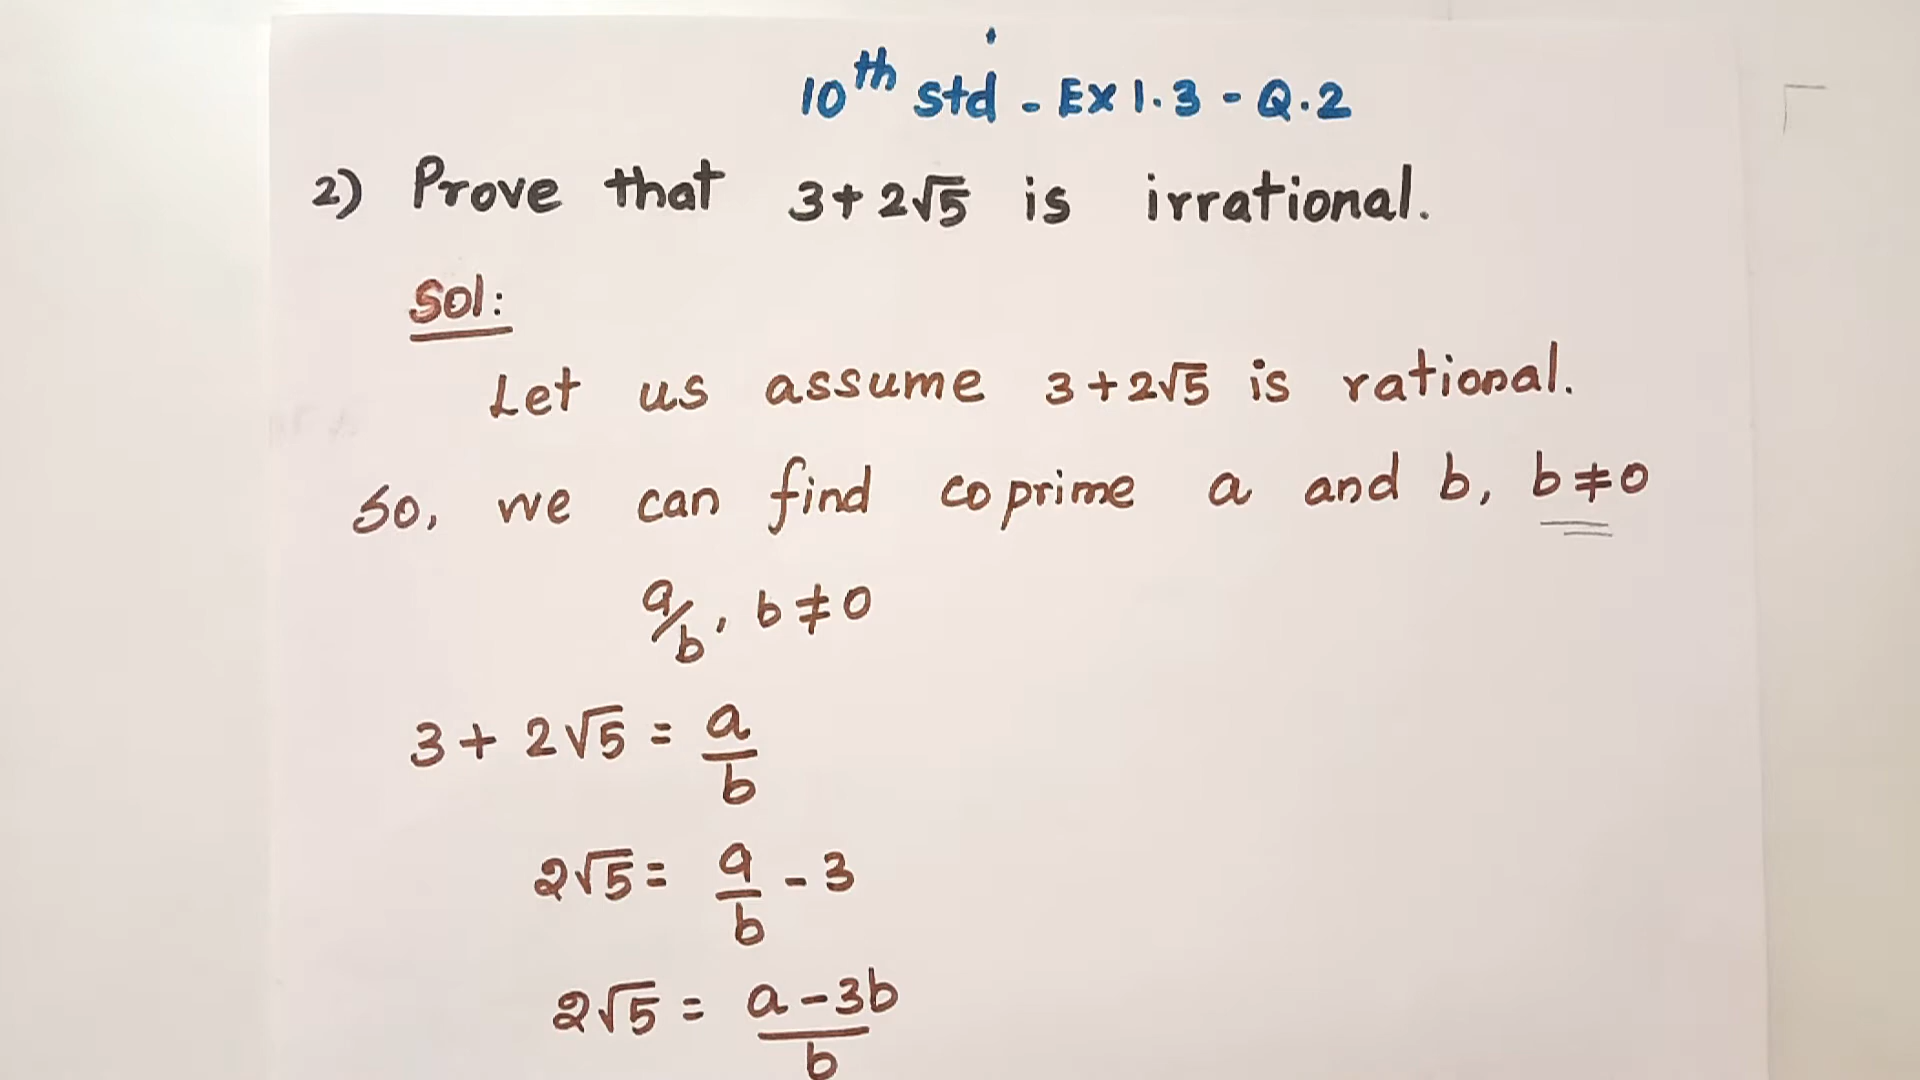 10th std - Ex 1.3 - Q.2
2) Prove that 3+2√5 is irrational.
Sol:
Let us assume 3+2√5 is rational.
So, we can find coprime a and b, b≠0
a/b, b≠0
3+2√5 = a/b
2√5 = a/b - 3
2√5 = a-3b/b